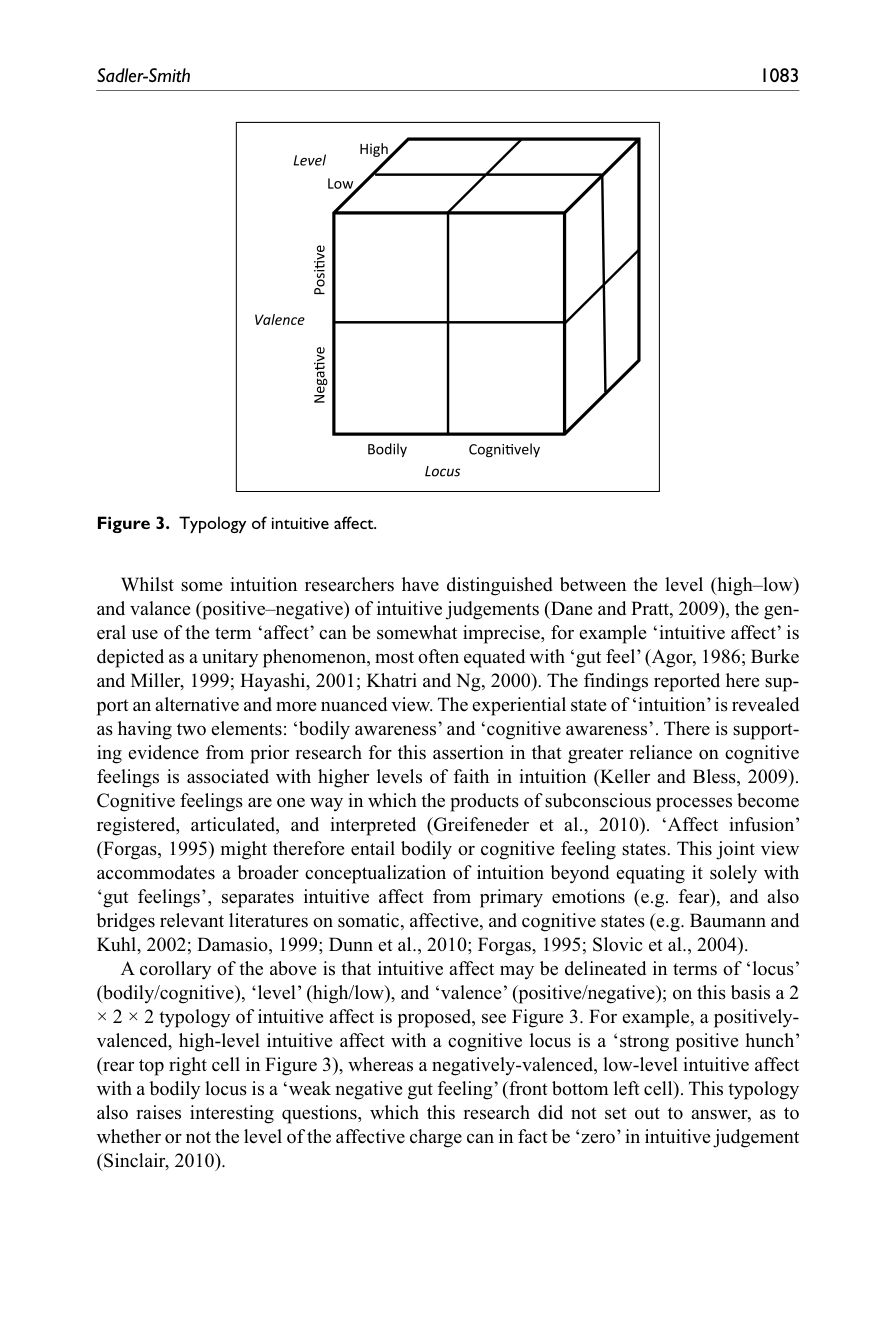 Sadler-Smith 1083
High
Level
Low
Positive
Valence
Negative
Bodily Cognitively
Locus
Figure 3. Typology of intuitive affect.
Whilst some intuition researchers have distinguished between the level (high–low)
and valance (positive–negative) of intuitive judgements (Dane and Pratt, 2009), the gen-
eral use of the term ‘affect’ can be somewhat imprecise, for example ‘intuitive affect’ is
depicted as a unitary phenomenon, most often equated with ‘gut feel’ (Agor, 1986; Burke
and Miller, 1999; Hayashi, 2001; Khatri and Ng, 2000). The findings reported here sup-
port an alternative and more nuanced view. The experiential state of ‘intuition’ is revealed
as having two elements: ‘bodily awareness’ and ‘cognitive awareness’. There is support-
ing evidence from prior research for this assertion in that greater reliance on cognitive
feelings is associated with higher levels of faith in intuition (Keller and Bless, 2009).
Cognitive feelings are one way in which the products of subconscious processes become
registered, articulated, and interpreted (Greifeneder et al., 2010). ‘Affect infusion’
(Forgas, 1995) might therefore entail bodily or cognitive feeling states. This joint view
accommodates a broader conceptualization of intuition beyond equating it solely with
‘gut feelings’, separates intuitive affect from primary emotions (e.g. fear), and also
bridges relevant literatures on somatic, affective, and cognitive states (e.g. Baumann and
Kuhl, 2002; Damasio, 1999; Dunn et al., 2010; Forgas, 1995; Slovic et al., 2004).
A corollary of the above is that intuitive affect may be delineated in terms of ‘locus’
(bodily/cognitive), ‘level’ (high/low), and ‘valence’ (positive/negative); on this basis a 2
× 2 × 2 typology of intuitive affect is proposed, see Figure 3. For example, a positively-
valenced, high-level intuitive affect with a cognitive locus is a ‘strong positive hunch’
(rear top right cell in Figure 3), whereas a negatively-valenced, low-level intuitive affect
with a bodily locus is a ‘weak negative gut feeling’ (front bottom left cell). This typology
also raises interesting questions, which this research did not set out to answer, as to
whether or not the level of the affective charge can in fact be ‘zero’ in intuitive judgement
(Sinclair, 2010).